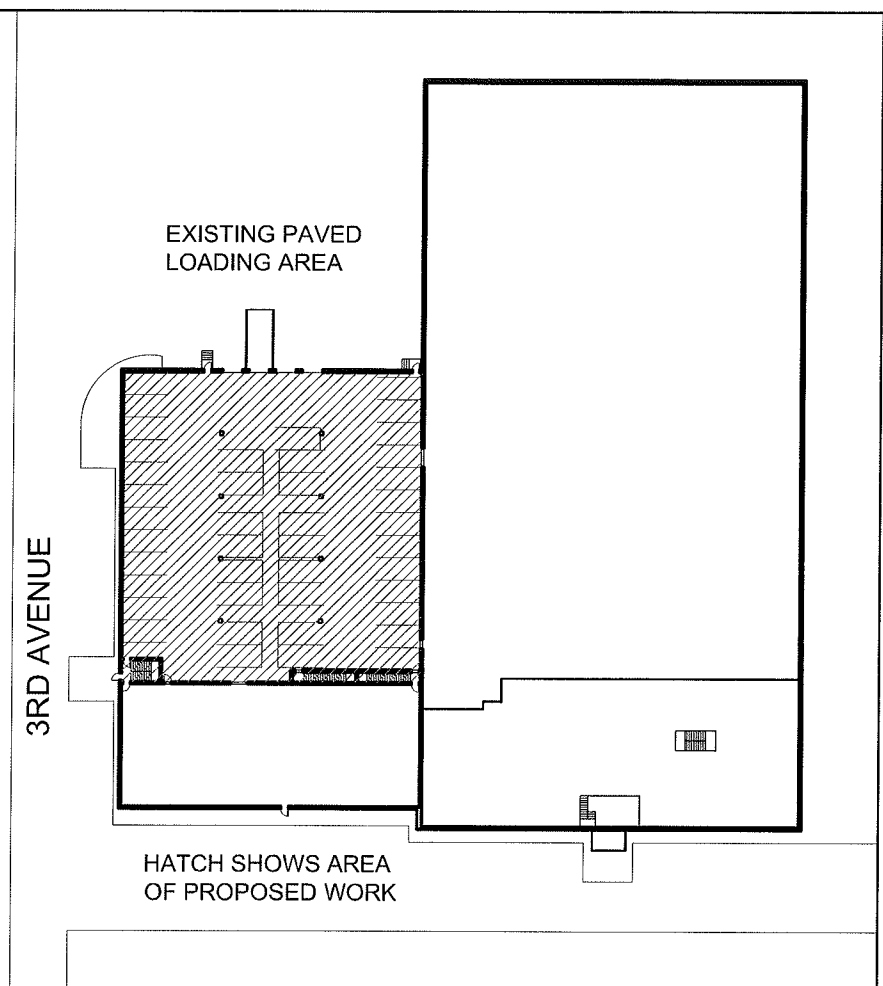 EXISTING PAVED
LOADING AREA
3RD AVENUE
HATCH SHOWS AREA
OF PROPOSED WORK